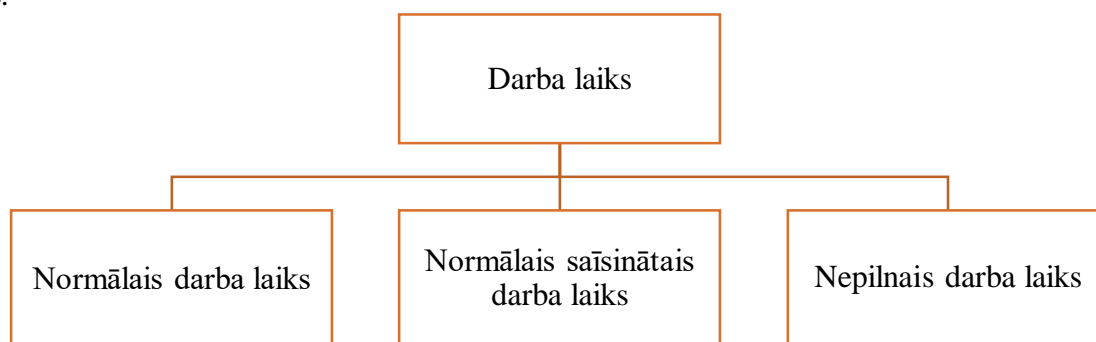 Darba laiks
Normālais darba laiks
Normālais saīsinātais
darba laiks
Nepilnais darba laiks